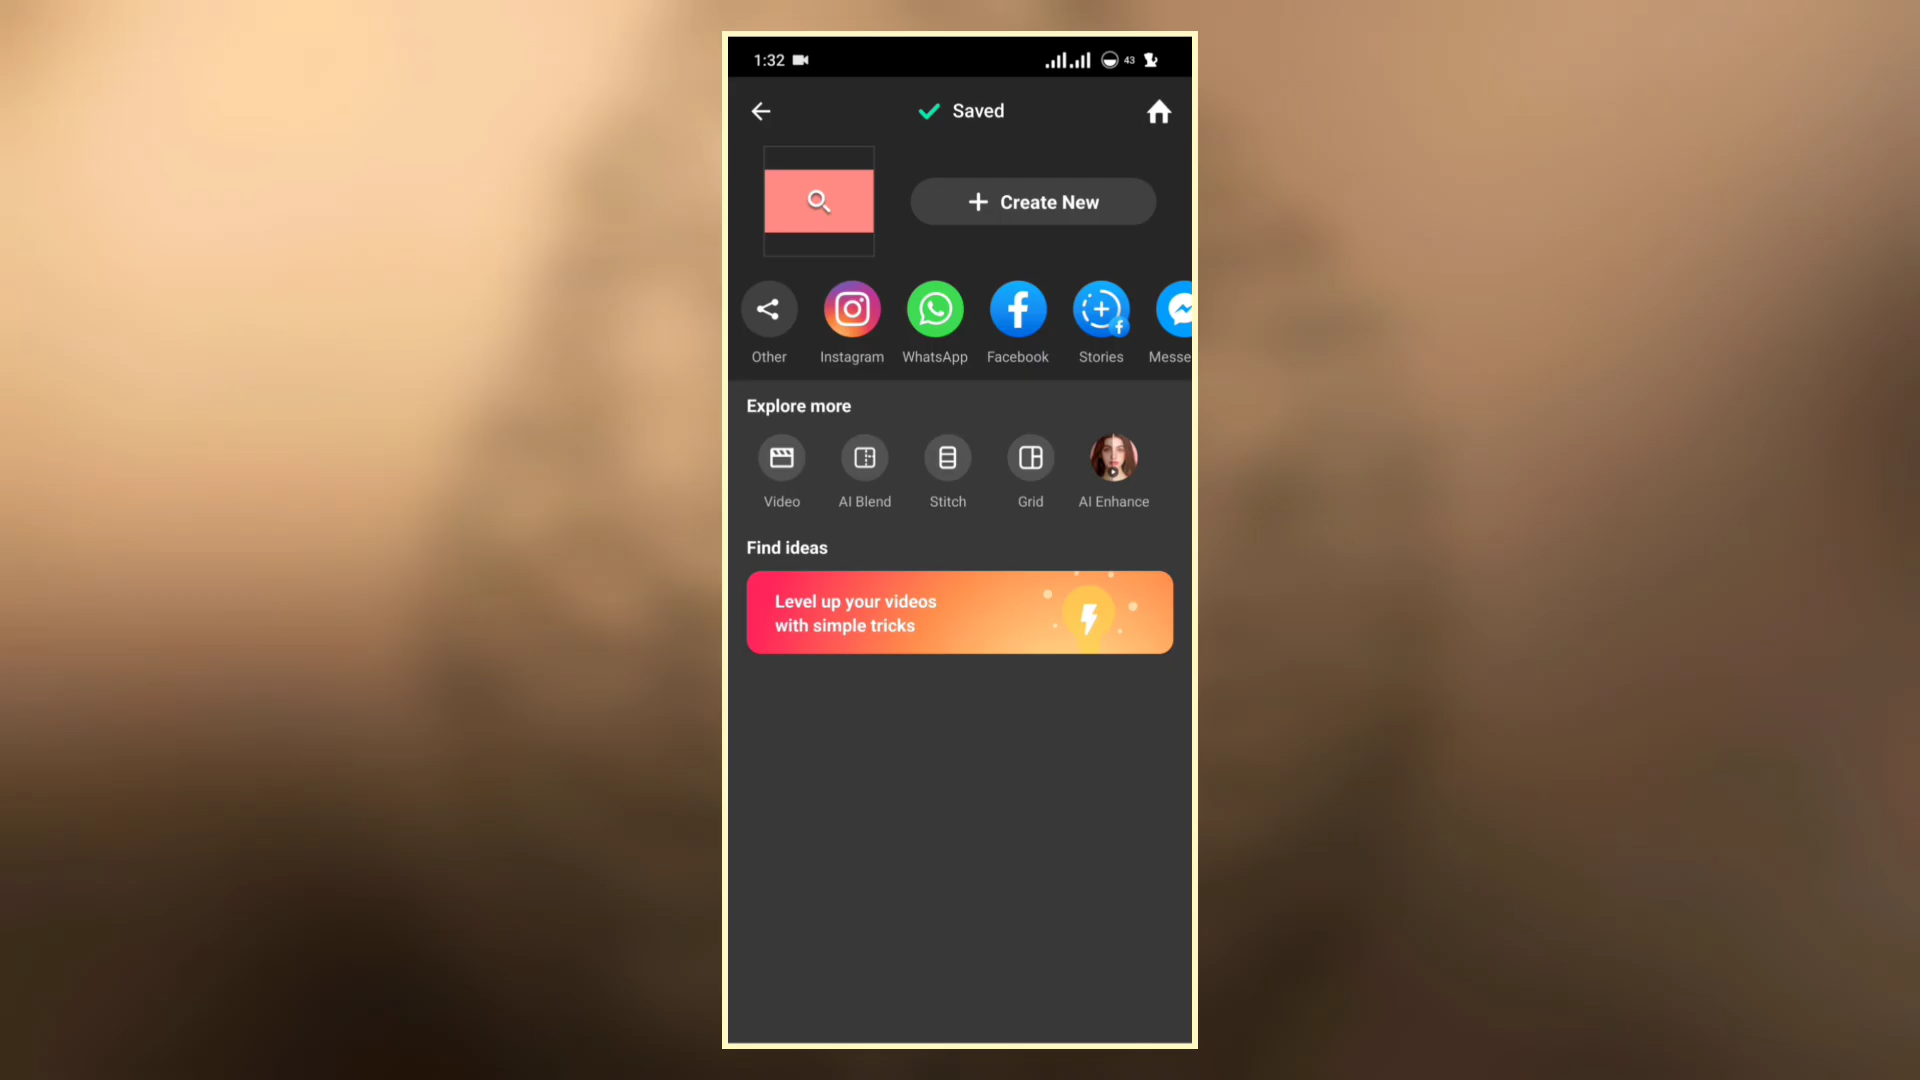 1:32
43
Saved
Create New
Other
Instagram
WhatsApp
Facebook
Stories
Messe
Explore more
Video
AI Blend
Stitch
Grid
AI Enhance
Find ideas
Level up your videos
with simple tricks